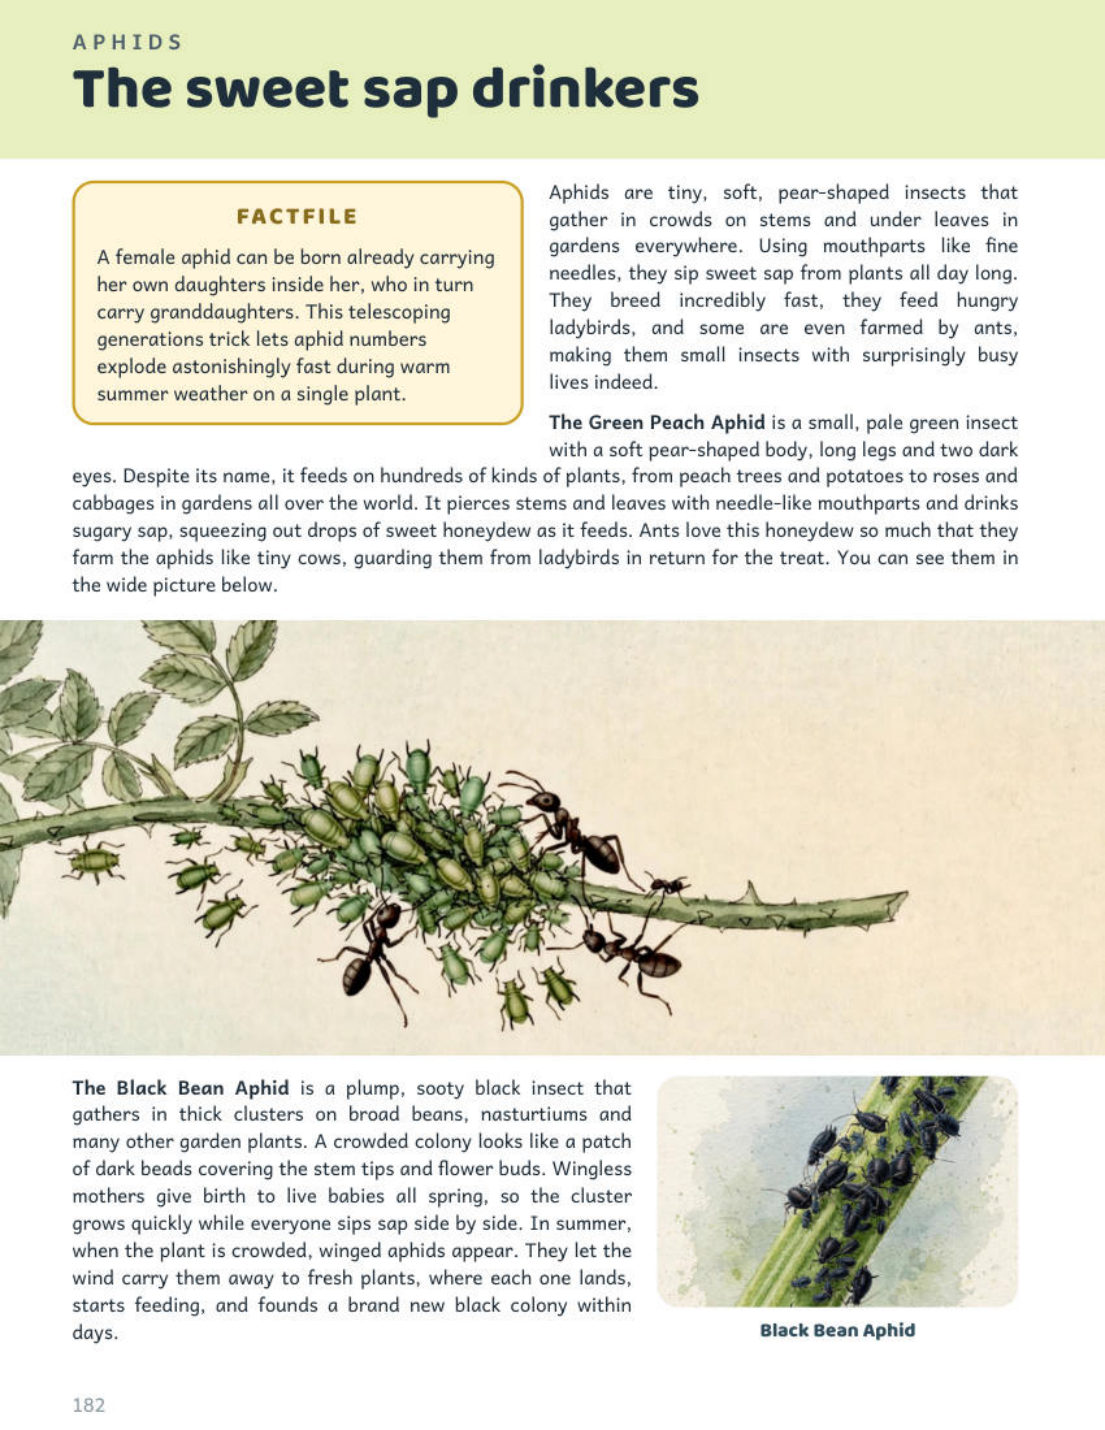 APHIDS
The sweet sap drinkers
FACTFILE
A female aphid can be born already carrying
her own daughters inside her, who in turn
carry granddaughters. This telescoping
generations trick lets aphid numbers
explode astonishingly fast during warm
summer weather on a single plant.
Aphids are tiny, soft, pear-shaped insects that
gather in crowds on stems and under leaves in
gardens everywhere. Using mouthparts like fine
needles, they sip sweet sap from plants all day long.
They breed incredibly fast, they feed hungry
ladybirds, and some are even farmed by ants,
making them small insects with surprisingly busy
lives indeed.
The Green Peach Aphid is a small, pale green insect
with a soft pear-shaped body, long legs and two dark
eyes. Despite its name, it feeds on hundreds of kinds of plants, from peach trees and potatoes to roses and
cabbages in gardens all over the world. It pierces stems and leaves with needle-like mouthparts and drinks
sugary sap, squeezing out drops of sweet honeydew as it feeds. Ants love this honeydew so much that they
farm the aphids like tiny cows, guarding them from ladybirds in return for the treat. You can see them in
the wide picture below.
The Black Bean Aphid is a plump, sooty black insect that
gathers in thick clusters on broad beans, nasturtiums and
many other garden plants. A crowded colony looks like a patch
of dark beads covering the stem tips and flower buds. Wingless
mothers give birth to live babies all spring, so the cluster
grows quickly while everyone sips sap side by side. In summer,
when the plant is crowded, winged aphids appear. They let the
wind carry them away to fresh plants, where each one lands,
starts feeding, and founds a brand new black colony within
days.
Black Bean Aphid
182